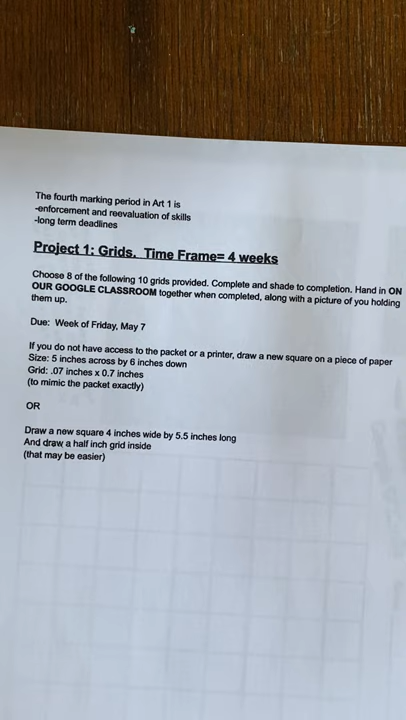 The fourth marking period in Art 1 is
-enforcement and reevaluation of skills
-long term deadlines
Project 1: Grids. Time Frame= 4 weeks
Choose 8 of the following 10 grids provided. Complete and shade to completion. Hand in ON
OUR GOOGLE CLASSROOM together when completed, along with a picture of you holding
them up.
Due: Week of Friday, May 7
If you do not have access to the packet or a printer, draw a new square on a piece of paper
Size: 5 inches across by 6 inches down
Grid: .07 inches x 0.7 inches
(to mimic the packet exactly)
OR
Draw a new square 4 inches wide by 5.5 inches long
And draw a half inch grid inside
(that may be easier)